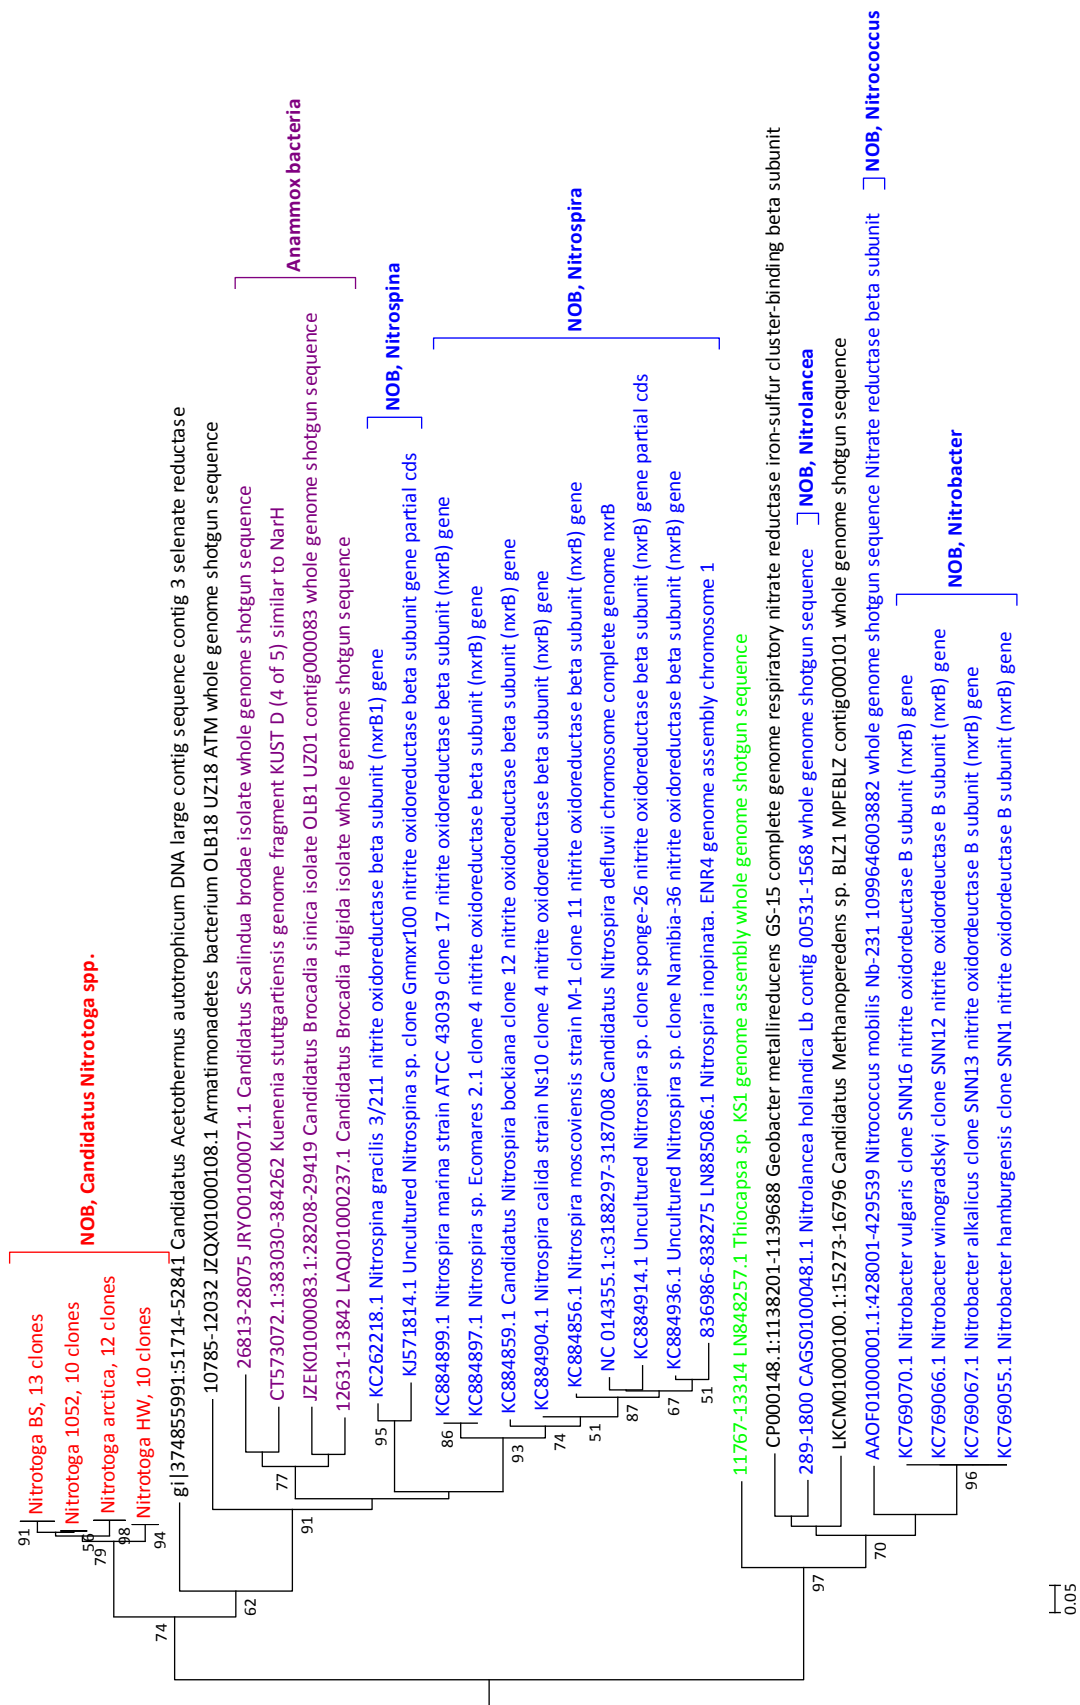 NOB, Candidatus Nitrotoga spp.
Nitrotoga BS, 13 clones
Nitrotoga 1052, 10 clones
Nitrotoga arctica, 12 clones
Nitrotoga HW, 10 clones
gi|374855991:51714-52841 Candidatus Acetothermus autotrophicum DNA large contig sequence contig 3 selenate reductase
10785-12032 JZQX01000108.1 Armatimonadetes bacterium OLB18 UZ18 ATM whole genome shotgun sequence
26813-28075 JRYO01000071.1 Candidatus Scalindua brodae isolate whole genome shotgun sequence
CT573072.1:383030-384262 Kuenenia stuttgartiensis genome fragment KUST D (4 of 5) similar to NarH
JZEK01000083.1:28208-29419 Candidatus Brocadia sinica isolate OLB1 UZ01 contig000083 whole genome shotgun sequence
12631-13842 LAQJ01000237.1 Candidatus Brocadia fulgida isolate whole genome shotgun sequence
Anammox bacteria
KC262218.1 Nitrospina gracilis 3/211 nitrite oxidoreductase beta subunit (nxrB1) gene
KJ571814.1 Uncultured Nitrospina sp. clone Gmnxr100 nitrite oxidoreductase beta subunit gene partial cds
NOB, Nitrospina
KC884899.1 Nitrospira marina strain ATCC 43039 clone 17 nitrite oxidoreductase beta subunit (nxrB) gene
KC884897.1 Nitrospira sp. Ecomares 2.1 clone 4 nitrite oxidoreductase beta subunit (nxrB) gene
KC884859.1 Candidatus Nitrospira bockiana clone 12 nitrite oxidoreductase beta subunit (nxrB) gene
KC884904.1 Nitrospira calida strain Ns10 clone 4 nitrite oxidoreductase beta subunit (nxrB) gene
KC884856.1 Nitrospira moscoviensis strain M-1 clone 11 nitrite oxidoreductase beta subunit (nxrB) gene
NC 014355.1:c3188297-3187008 Candidatus Nitrospira defluvii chromosome complete genome nxrB
KC884914.1 Uncultured Nitrospira sp. clone sponge-26 nitrite oxidoreductase beta subunit (nxrB) gene partial cds
KC884936.1 Uncultured Nitrospira sp. clone Namibia-36 nitrite oxidoreductase beta subunit (nxrB) gene
836986-838275 LN885086.1 Nitrospira inopinata. ENR4 genome assembly chromosome 1
NOB, Nitrospira
11767-13314 LN848257.1 Thiocapsa sp. KS1 genome assembly whole genome shotgun sequence
CP000148.1:1138201-1139688 Geobacter metallireducens GS-15 complete genome respiratory nitrate reductase iron-sulfur cluster-binding beta subunit
289-1800 CAGS01000481.1 Nitrolancea hollandica Lb contig 00531-1568 whole genome shotgun sequence
NOB, Nitrolancea
LKCM01000100.1:15273-16796 Candidatus Methanoperedens sp. BLZ1 MPEBLZ contig000101 whole genome shotgun sequence
AAOF01000001.1:428001-429539 Nitrococcus mobilis Nb-231 1099646003882 whole genome shotgun sequence Nitrate reductase beta subunit
NOB, Nitrococcus
KC769070.1 Nitrobacter vulgaris clone SNN16 nitrite oxidordeuctase B subunit (nxrB) gene
KC769066.1 Nitrobacter winogradskyi clone SNN12 nitrite oxidordeuctase B subunit (nxrB) gene
KC769067.1 Nitrobacter alkalicus clone SNN13 nitrite oxidordeuctase B subunit (nxrB) gene
KC769055.1 Nitrobacter hamburgensis clone SNN1 nitrite oxidordeuctase B subunit (nxrB) gene
NOB, Nitrobacter
91
56
79
98
94
74
62
91
77
95
86
93
74
51
87
67
51
97
70
96
0.05